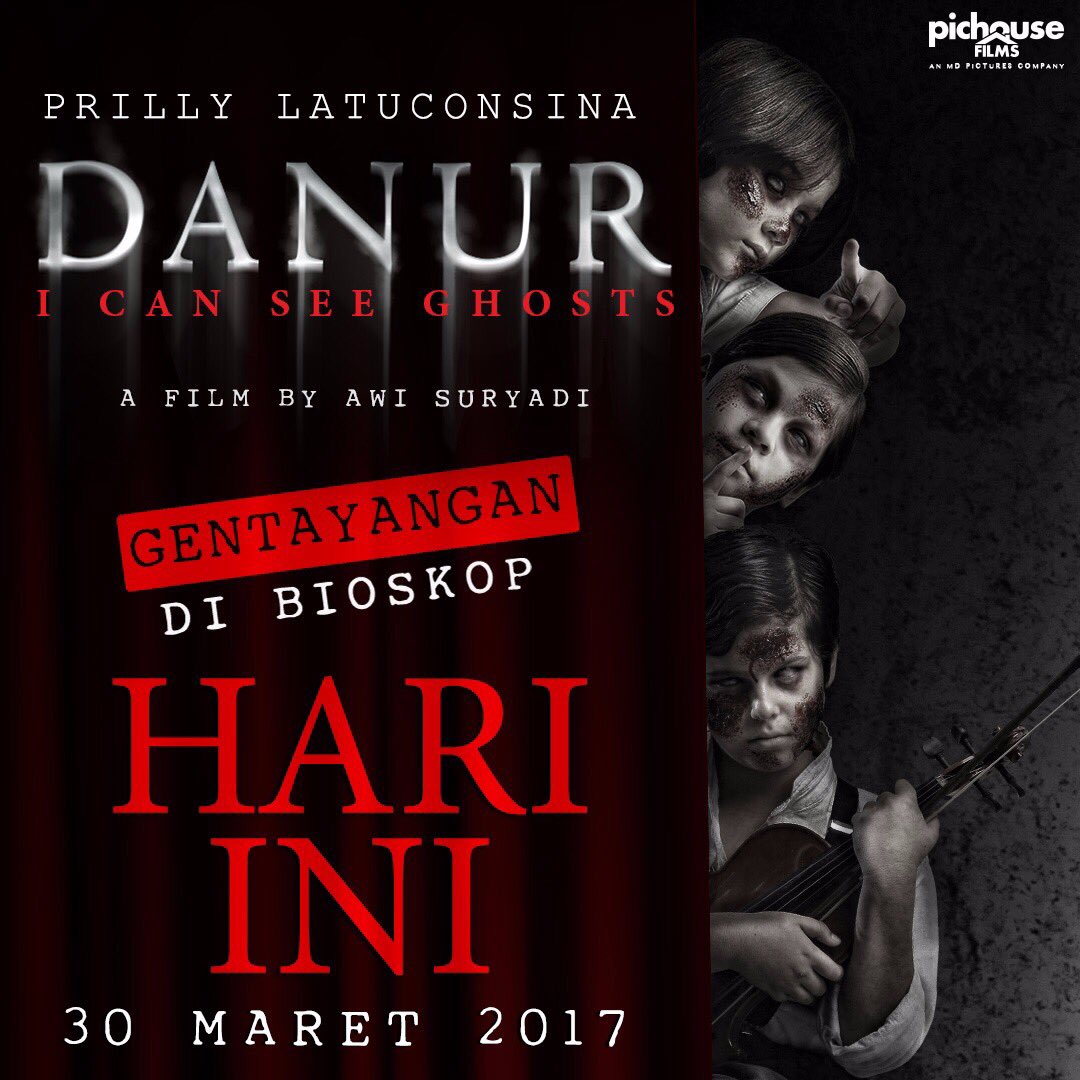 pichouse
FILMS
AN MD PICTURES COMPANY
PRILLY LATUCONSINA
DANUR
I CAN SEE GHOSTS
A FILM BY AWI SURYADI
GENTAYANGAN
DI BIOSKOP
HARI
INI
30 MARET 2017